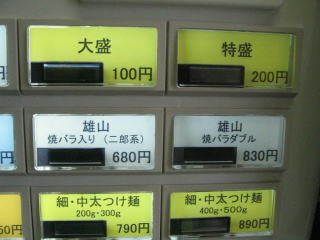 大盛
100円
特盛
200円
雄山
焼バラ入り（二郎系）
680円
雄山
焼バラダブル
830円
細・中太つけ麺
200g・300g
790円
細・中太つけ麺
400g・500g
890円
50円